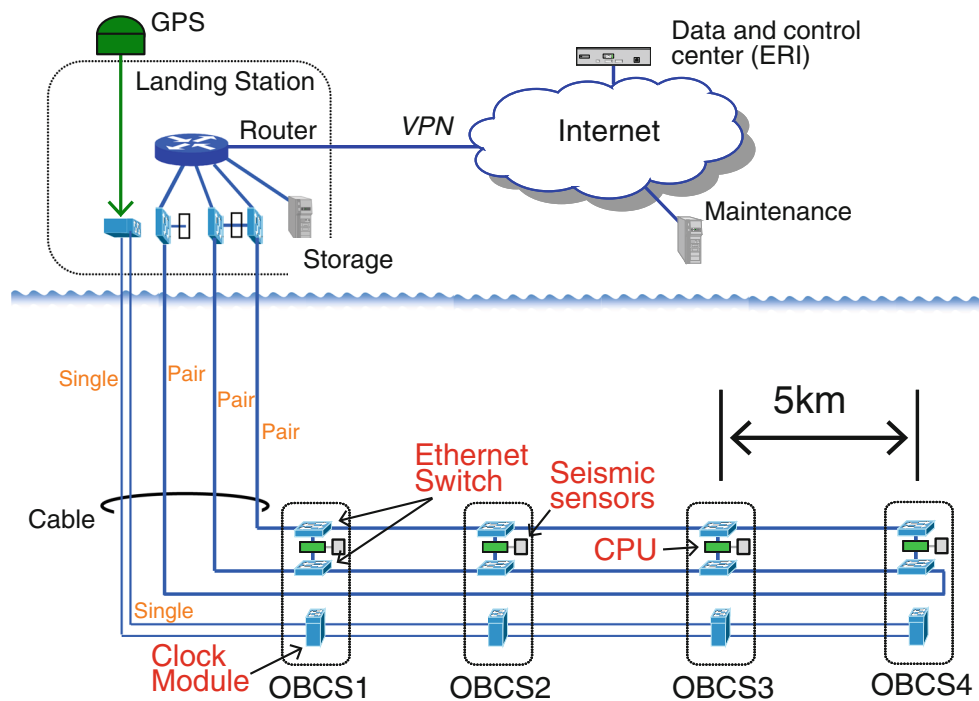 GPS
Data and control
center (ERI)
Landing Station
Router
VPN
Internet
Storage
Maintenance
Single
Pair
Pair
Pair
5km
Ethernet
Switch
Seismic
sensors
Cable
CPU
Single
Clock
Module
OBCS1
OBCS2
OBCS3
OBCS4